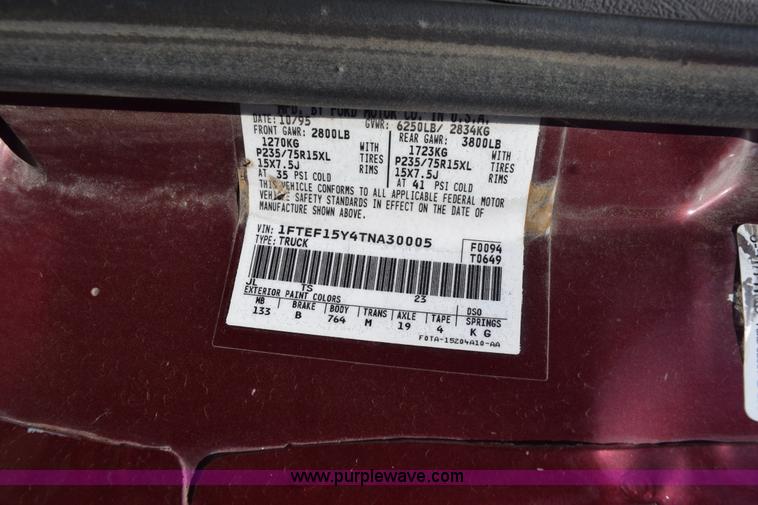 MFD. BY FORD MOTOR CO. IN U.S.A.
DATE: 10/95 GVWR: 6250LB/ 2834KG
FRONT GAWR: 2800LB REAR GAWR: 3800LB
1270KG WITH 1723KG WITH
P235/75R15XL TIRES P235/75R15XL TIRES
15X7.5J RIMS 15X7.5J RIMS
AT 35 PSI COLD AT 41 PSI COLD
THIS VEHICLE CONFORMS TO ALL APPLICABLE FEDERAL MOTOR
VEHICLE SAFETY STANDARDS IN EFFECT ON THE DATE OF
MANUFACTURE SHOWN ABOVE.
VIN: 1FTEF15Y4TNA30005 F0094
TYPE: TRUCK T0649
JL TS 23
EXTERIOR PAINT COLORS DSO
WB BRAKE BODY TRANS AXLE TAPE SPRINGS
133 B 764 M 19 4 K G
F0TA-15204A10-AA
www.purplewave.com